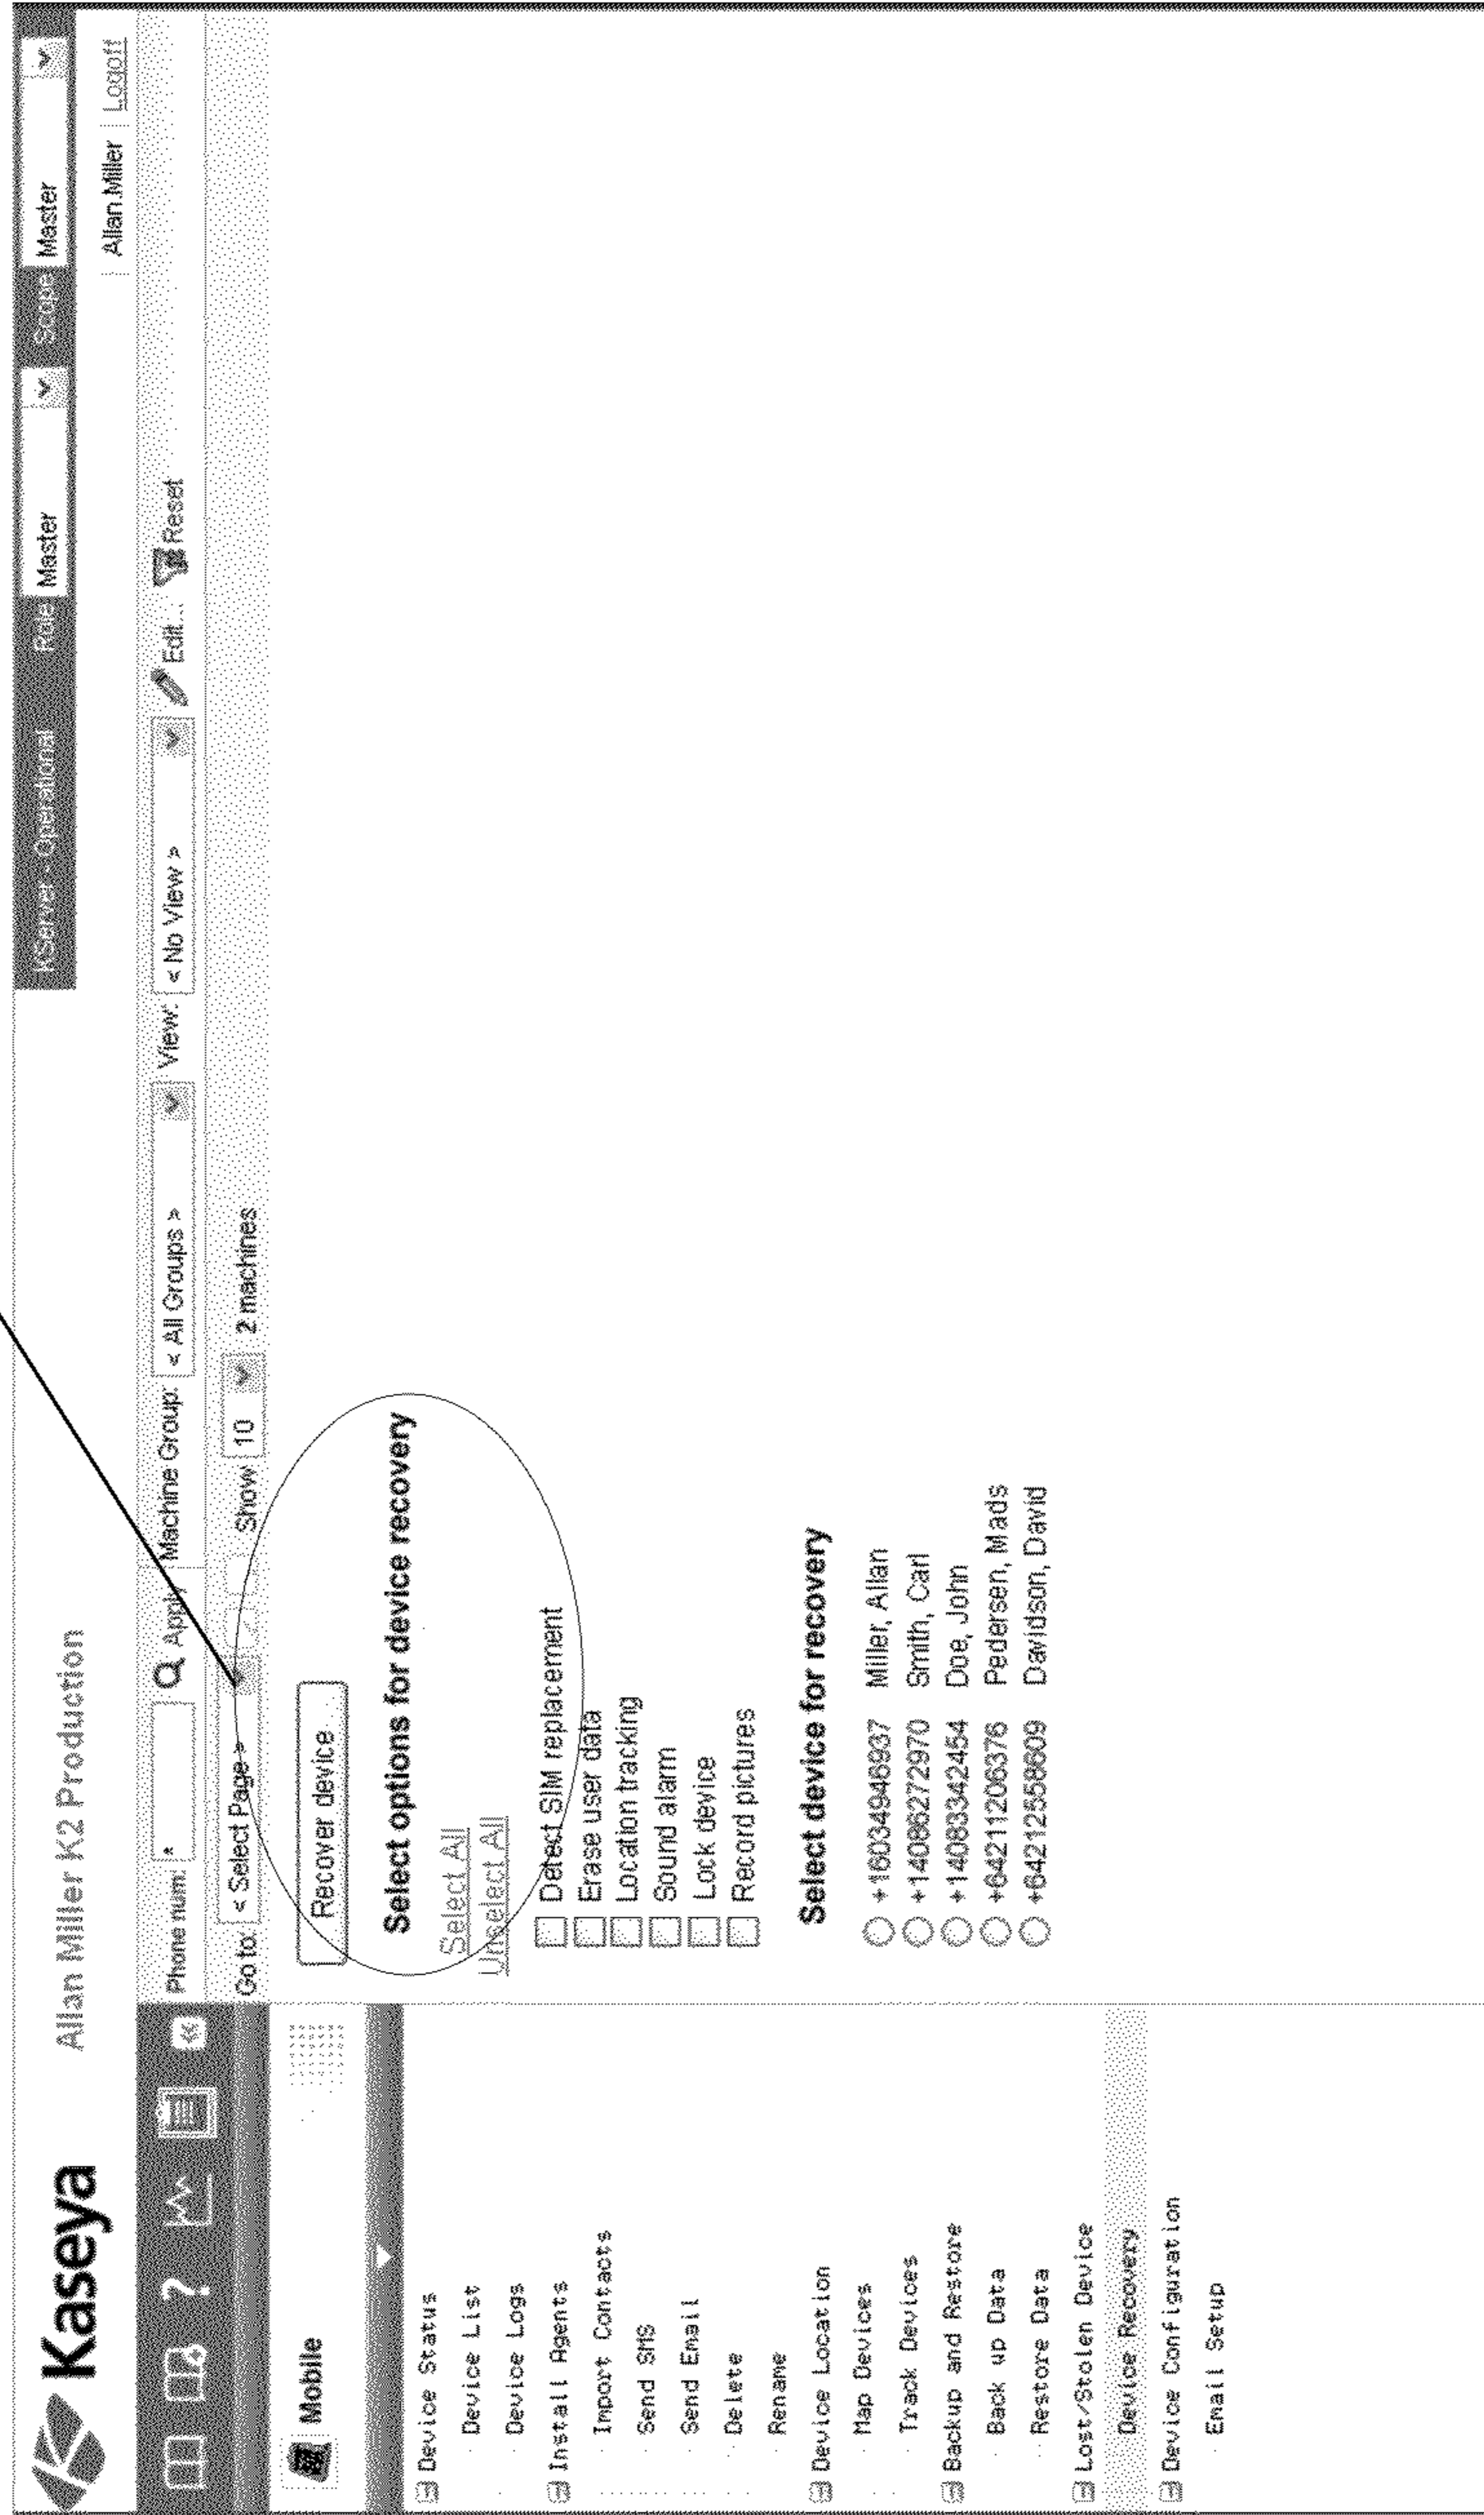 Kaseya
Allan Miller K2 Production
KServer - Operational Role Master Scope Master
Allan.Miller Logoff
Phone num: * Apply Machine Group: < All Groups > View: < No View > Edit... Reset
Go to: < Select Page > Show 10 2 machines
Mobile
Device Status
Device List
Device Logs
Install Agents
Import Contacts
Send SMS
Send Email
Delete
Rename
Device Location
Map Devices
Track Devices
Backup and Restore
Back up Data
Restore Data
Lost/Stolen Device
Device Recovery
Device Configuration
Email Setup
Recover device
Select options for device recovery
Select All
Unselect All
Detect SIM replacement
Erase user data
Location tracking
Sound alarm
Lock device
Record pictures
Select device for recovery
+16034946937 Miller, Allan
+14086272970 Smith, Carl
+14083342454 Doe, John
+642112063376 Pedersen, Mads
+64212558609 Davidson, David